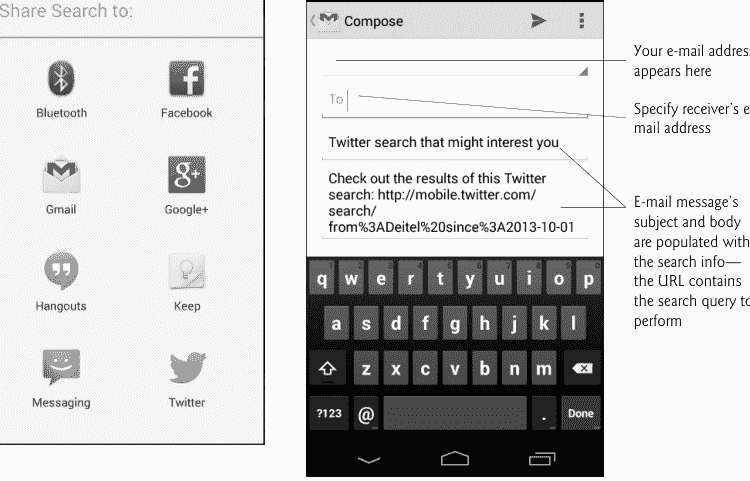 Share Search to:
Bluetooth
Facebook
Gmail
Google+
Hangouts
Keep
Messaging
Twitter
Compose
To
Twitter search that might interest you
Check out the results of this Twitter
search: http://mobile.twitter.com/
search/
from%3ADeitel%20since%3A2013-10-01
q w e r t y u i o p
a s d f g h j k l
z x c v b n m
?123 @ . Done
Your e-mail addres
appears here
Specify receiver's e
mail address
E-mail message's
subject and body
are populated with
the search info—
the URL contains
the search query to
perform